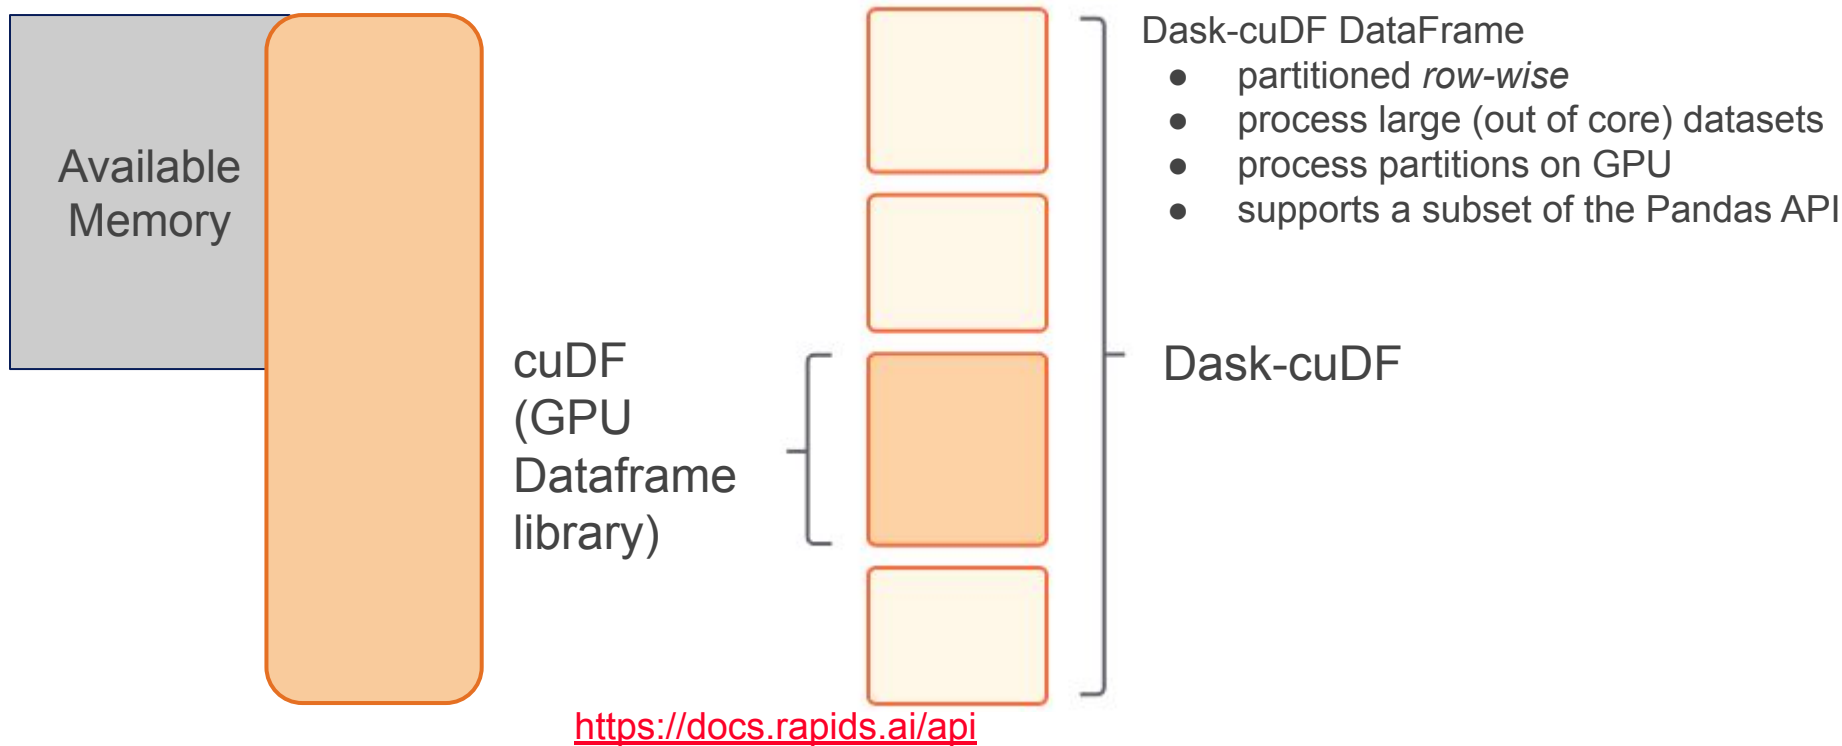 Available
Memory
cuDF
(GPU
Dataframe
library)
Dask-cuDF DataFrame
● partitioned row-wise
● process large (out of core) datasets
● process partitions on GPU
● supports a subset of the Pandas API
Dask-cuDF
https://docs.rapids.ai/api